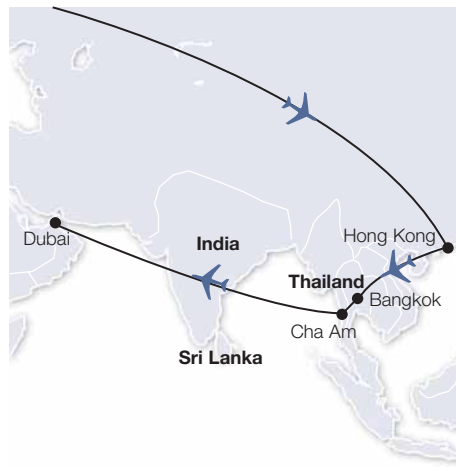 Hong Kong
Dubai
India
Thailand
Bangkok
Cha Am
Sri Lanka